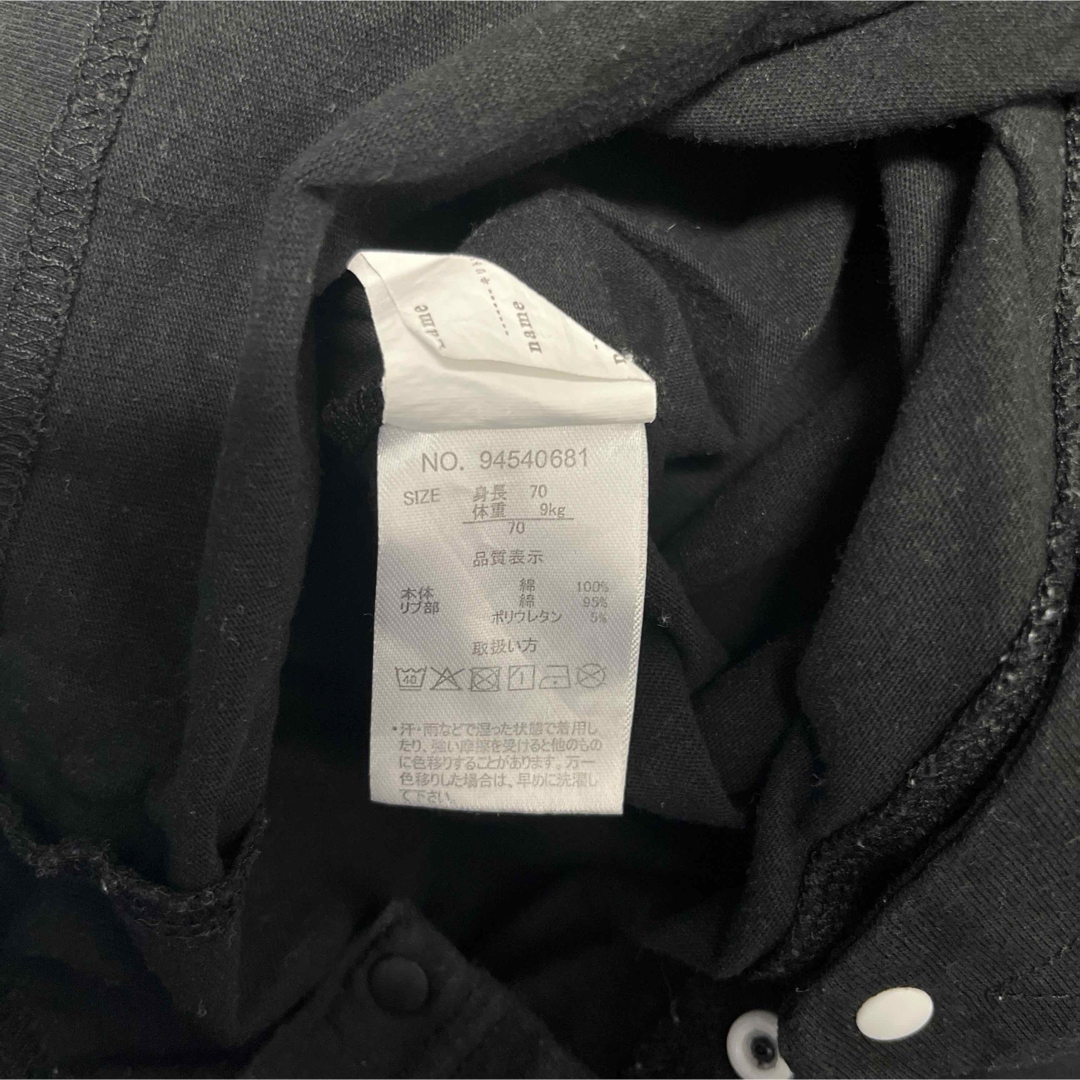 name
name
NO. 94540681
SIZE 身長 70
体重 9kg
70
品質表示
本体 綿 100%
リブ部 綿 95%
ポリウレタン 5%
取扱い方
40
・汗・雨などで湿った状態で着用し
たり、強い摩擦を受けると他のもの
に色移りすることがあります。万一
色移りした場合は、早めに洗濯し
て下さい。